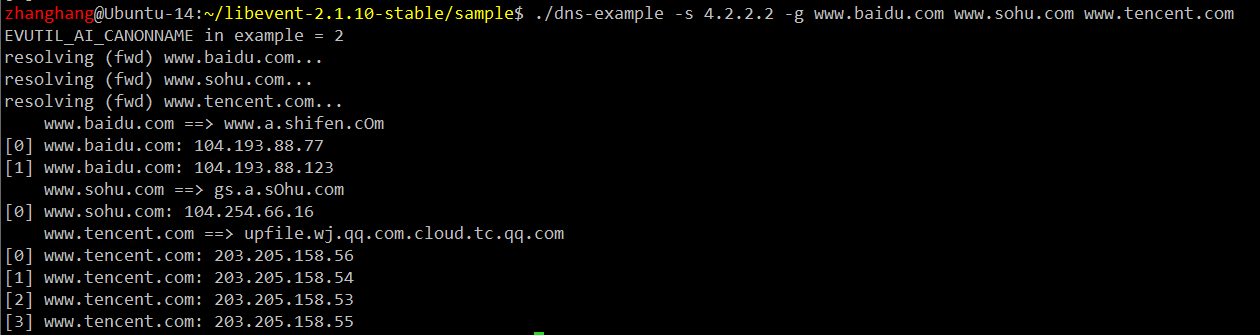 zhanghang@Ubuntu-14:~/libevent-2.1.10-stable/sample$ ./dns-example -s 4.2.2.2 -g www.baidu.com www.sohu.com www.tencent.com
EVUTIL_AI_CANONNAME in example = 2
resolving (fwd) www.baidu.com...
resolving (fwd) www.sohu.com...
resolving (fwd) www.tencent.com...
    www.baidu.com ==> www.a.shifen.cOm
[0] www.baidu.com: 104.193.88.77
[1] www.baidu.com: 104.193.88.123
    www.sohu.com ==> gs.a.sOhu.com
[0] www.sohu.com: 104.254.66.16
    www.tencent.com ==> upfile.wj.qq.com.cloud.tc.qq.com
[0] www.tencent.com: 203.205.158.56
[1] www.tencent.com: 203.205.158.54
[2] www.tencent.com: 203.205.158.53
[3] www.tencent.com: 203.205.158.55